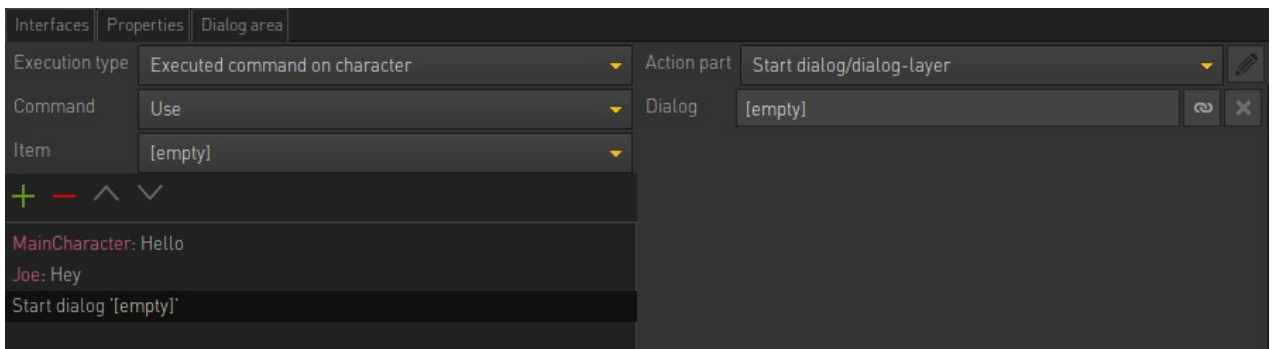 Interfaces Properties Dialog area
Execution type Executed command on character Action part Start dialog/dialog-layer
Command Use Dialog [empty]
Item [empty]
MainCharacter: Hello
Joe: Hey
Start dialog '[empty]'